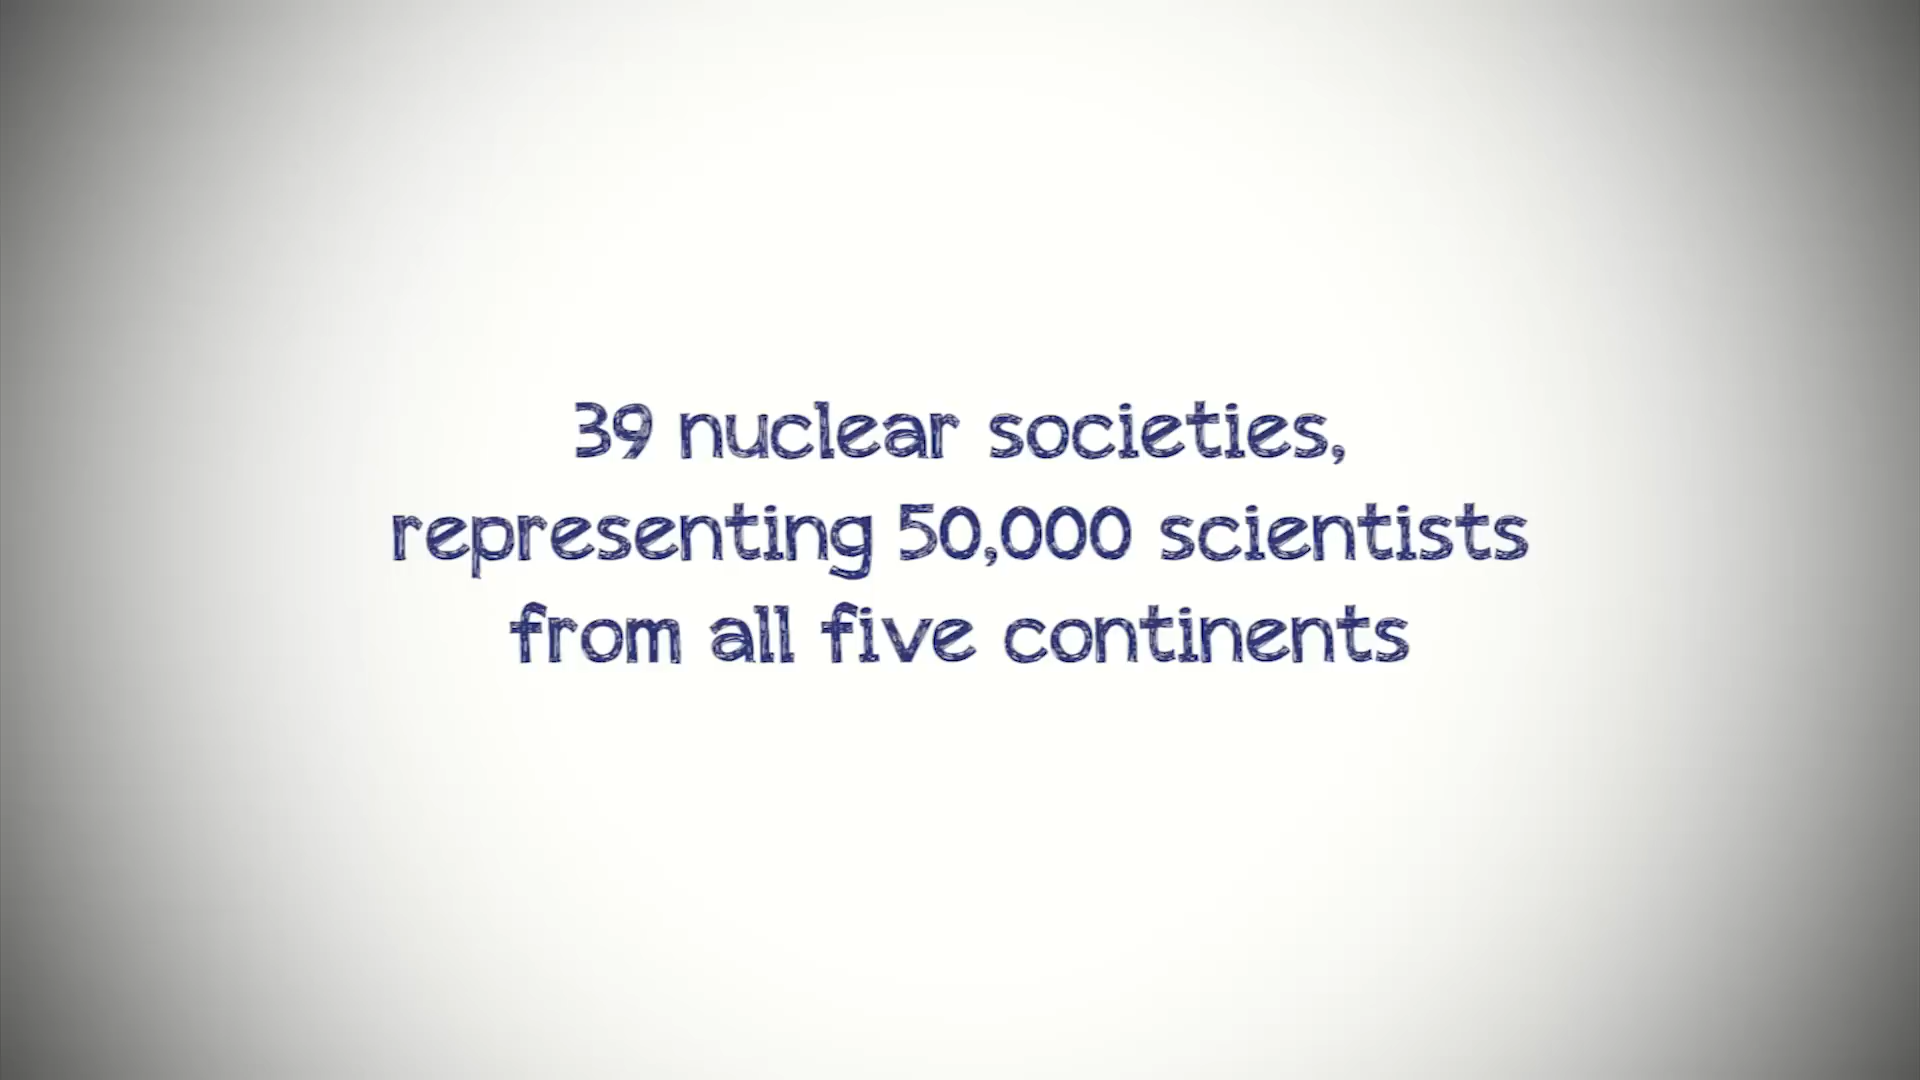 39 nuclear societies,
representing 50,000 scientists
from all five continents